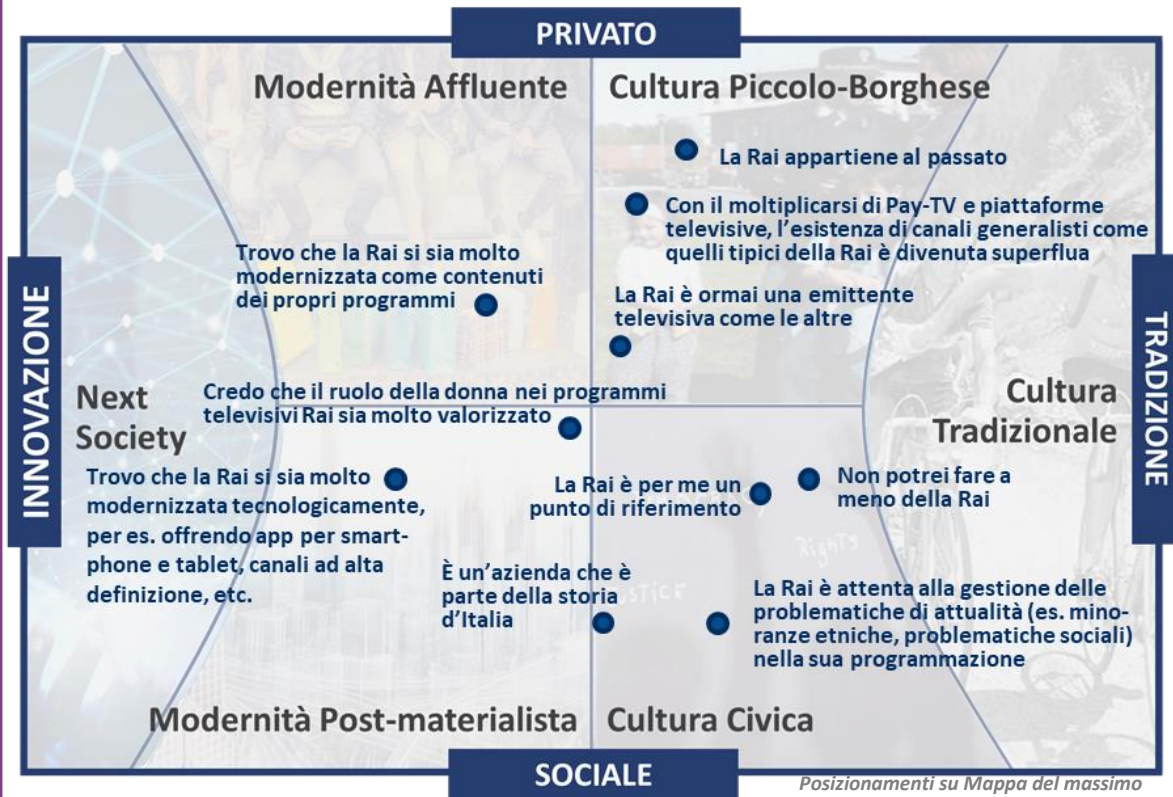 PRIVATO
Modernità Affluente
Cultura Piccolo-Borghese
La Rai appartiene al passato
Con il moltiplicarsi di Pay-TV e piattaforme
televisive, l'esistenza di canali generalisti come
quelli tipici della Rai è divenuta superflua
Trovo che la Rai si sia molto
modernizzata come contenuti
dei propri programmi
La Rai è ormai una emittente
televisiva come le altre
INNOVAZIONE
TRADIZIONE
Next
Society
Credo che il ruolo della donna nei programmi
televisivi Rai sia molto valorizzato
Cultura
Tradizionale
Trovo che la Rai si sia molto
modernizzata tecnologicamente,
per es. offrendo app per smart-
phone e tablet, canali ad alta
definizione, etc.
La Rai è per me un
punto di riferimento
Non potrei fare a
meno della Rai
Rights
È un'azienda che è
parte della storia
d'Italia
La Rai è attenta alla gestione delle
problematiche di attualità (es. mino-
ranze etniche, problematiche sociali)
nella sua programmazione
Modernità Post-materialista
Cultura Civica
SOCIALE
Posizionamenti su Mappa del massimo